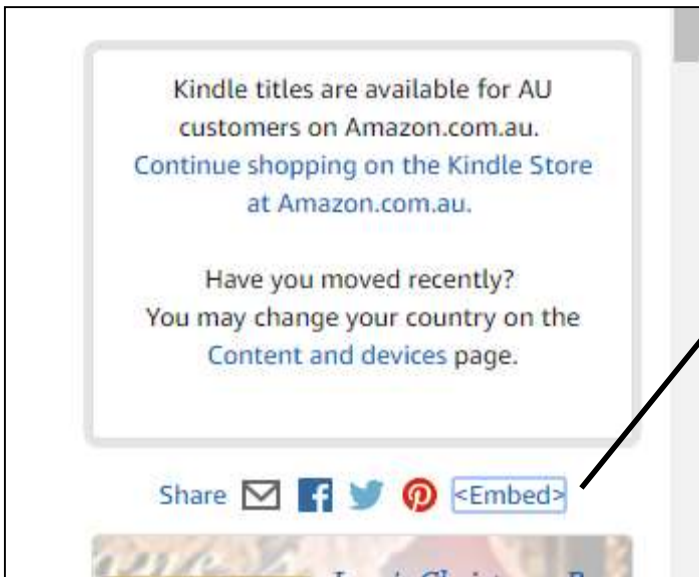 Kindle titles are available for AU
customers on Amazon.com.au.
Continue shopping on the Kindle Store
at Amazon.com.au.
Have you moved recently?
You may change your country on the
Content and devices page.
Share <Embed>